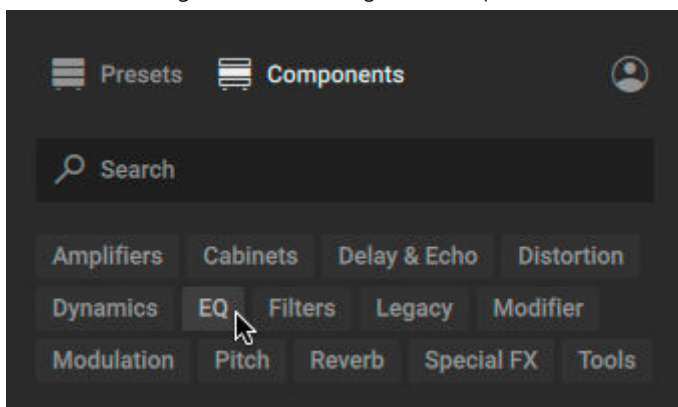 Presets Components
Search
Amplifiers Cabinets Delay & Echo Distortion
Dynamics EQ Filters Legacy Modifier
Modulation Pitch Reverb Special FX Tools